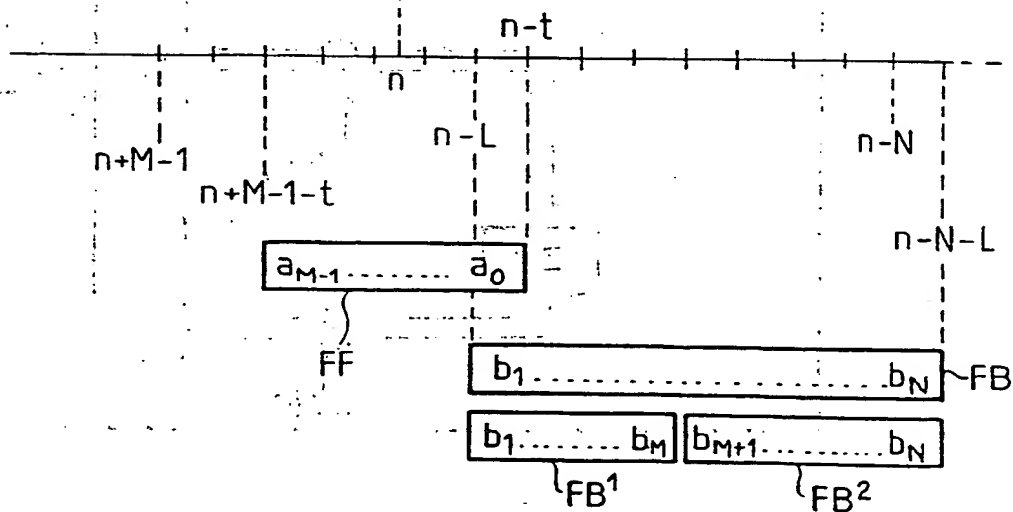 n-t
n
n+M-1
n+M-1-t
n-L
n-N
n-N-L
a_{M-1}........ a_0
FF
b_1......................b_N
FB
b_1........b_M
b_{M+1}.........b_N
FB^1
FB^2